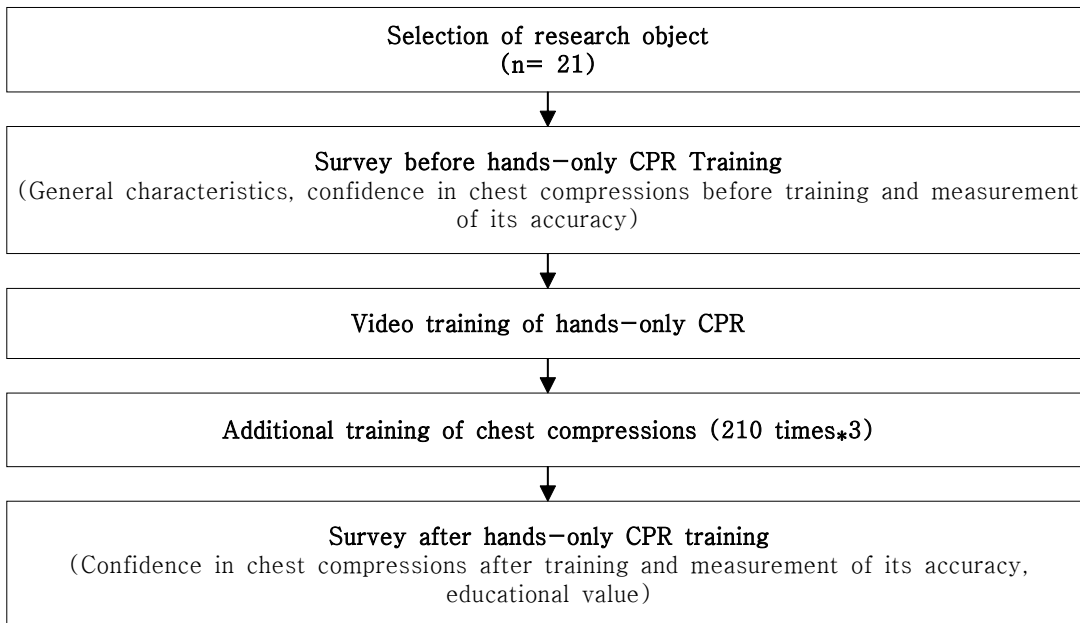 Selection of research object
(n= 21)
Survey before hands-only CPR Training
(General characteristics, confidence in chest compressions before training and measurement
of its accuracy)
Video training of hands-only CPR
Additional training of chest compressions (210 times*3)
Survey after hands-only CPR training
(Confidence in chest compressions after training and measurement of its accuracy,
educational value)